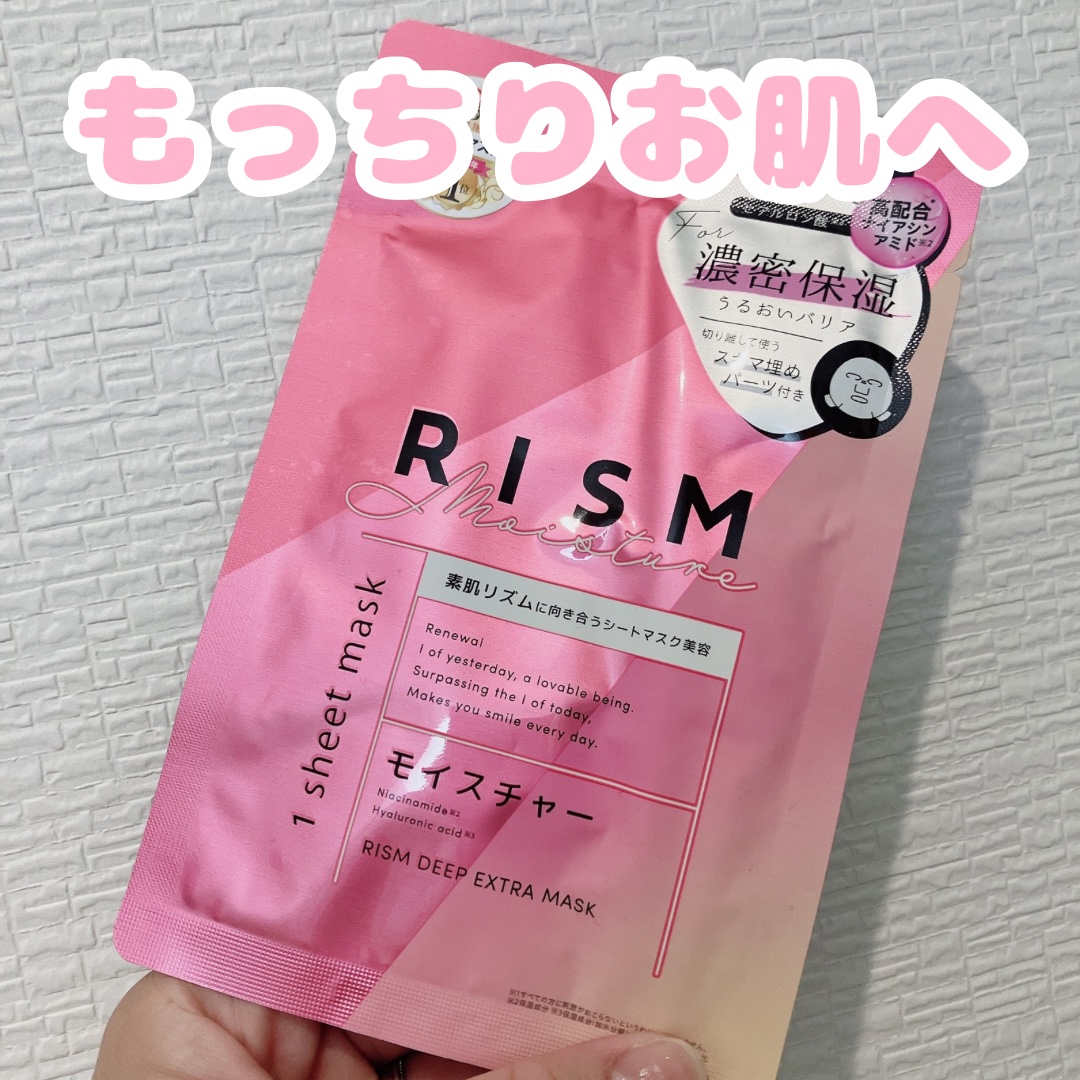 もっちりお肌へ
1位
高配合
ナイアシン
アミド※2
For
濃密保湿
うるおいバリア
切り離して使う
スキマ埋め
パーツ付き
RISM
Moisture
素肌リズムに向き合うシートマスク美容
Renewal
I of yesterday, a lovable being.
Surpassing the I of today,
Makes you smile every day.
1 sheet mask
モイスチャー
Niacinamide※2
Hyaluronic acid※3
RISM DEEP EXTRA MASK